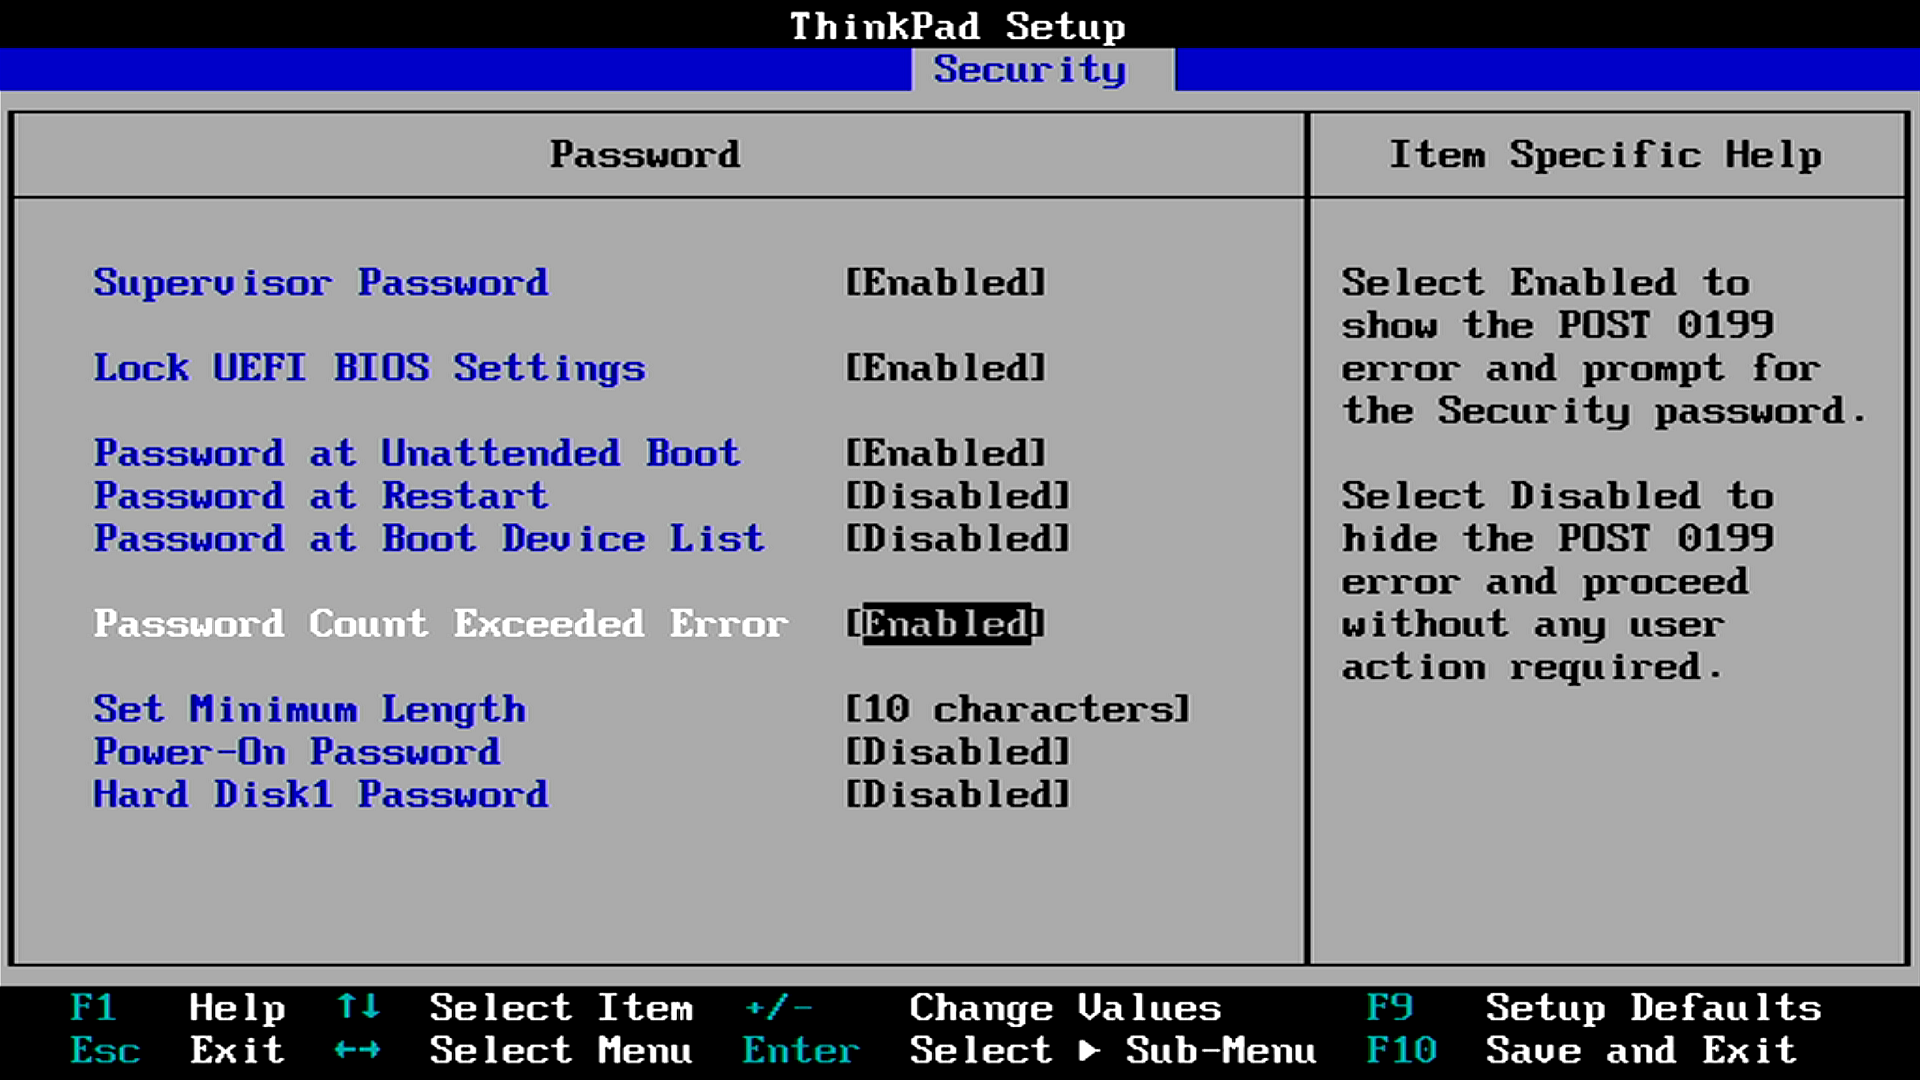 ThinkPad Setup
Security
Password
Item Specific Help
Supervisor Password [Enabled]
Lock UEFI BIOS Settings [Enabled]
Password at Unattended Boot [Enabled]
Password at Restart [Disabled]
Password at Boot Device List [Disabled]
Password Count Exceeded Error [Enabled]
Set Minimum Length [10 characters]
Power-On Password [Disabled]
Hard Disk1 Password [Disabled]
Select Enabled to
show the POST 0199
error and prompt for
the Security password.
Select Disabled to
hide the POST 0199
error and proceed
without any user
action required.
F1 Help ↑↓ Select Item +/- Change Values F9 Setup Defaults
Esc Exit ←→ Select Menu Enter Select ▶ Sub-Menu F10 Save and Exit